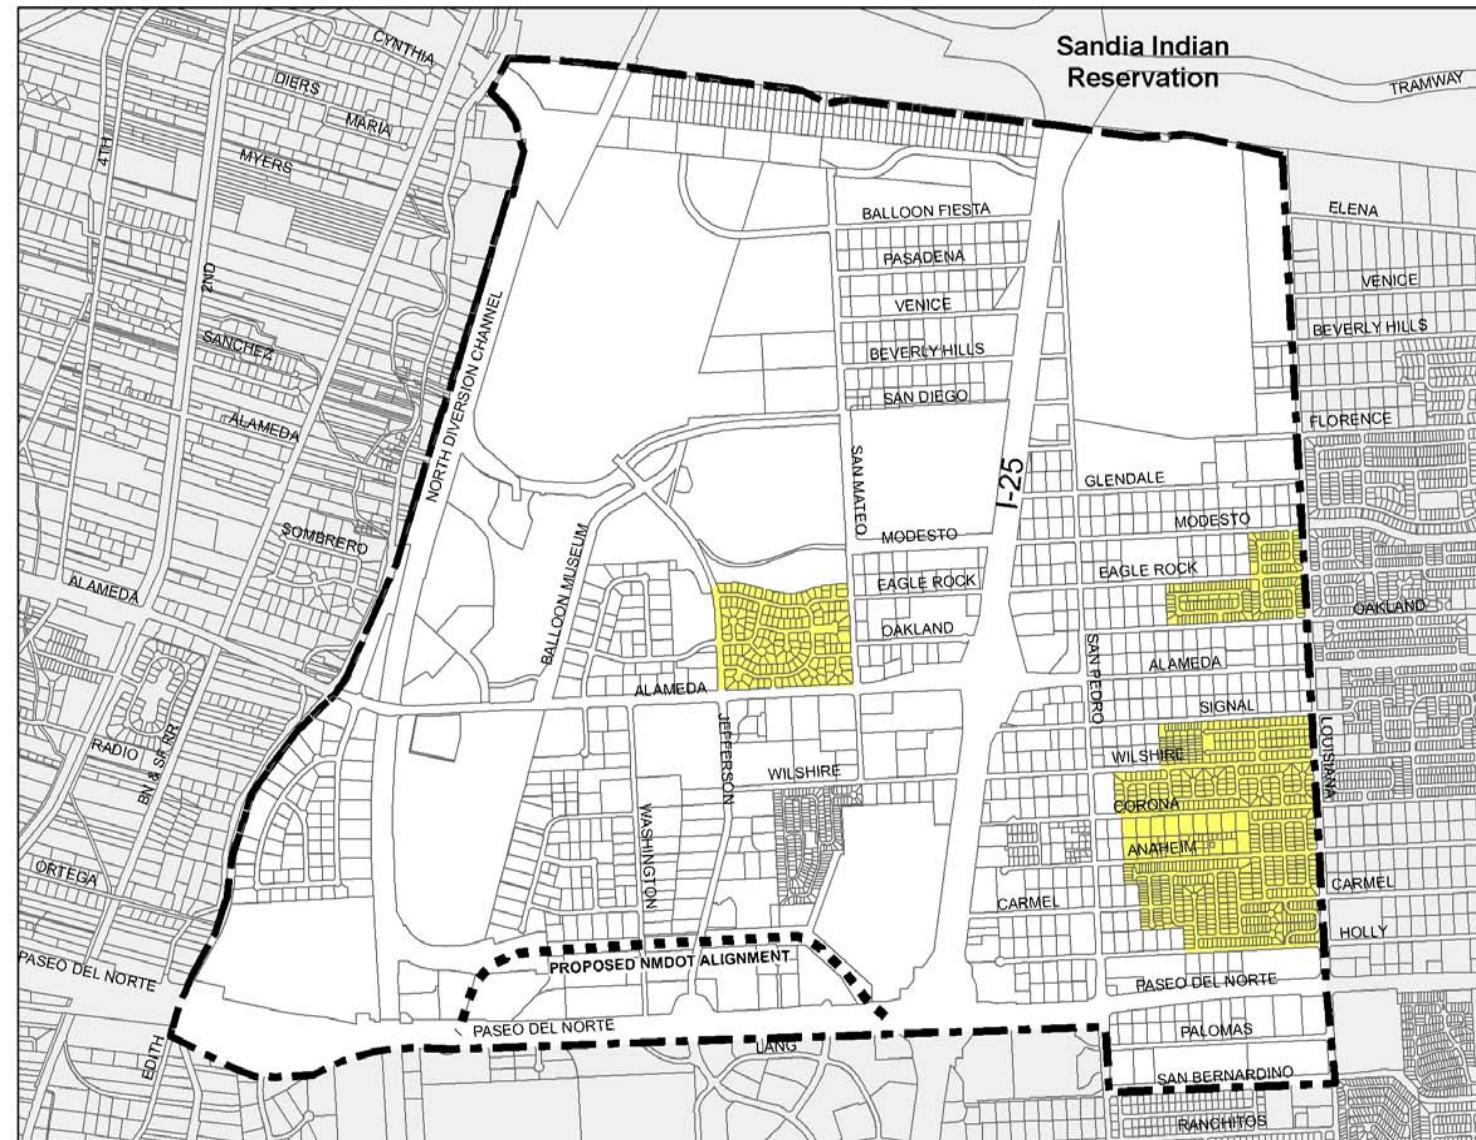 Sandia Indian
Reservation
TRAMWAY
CYNTHIA
DIERS
MARIA
MYERS
4TH
2ND
SANCHEZ
ALAMEDA
NORTH DIVERSION CHANNEL
SOMBRERO
ALAMEDA
RADIO
BN & SF RR
ORTEGA
PASEO DEL NORTE
EDITH
BALLOON FIESTA
PASADENA
VENICE
BEVERLY HILLS
SAN DIEGO
ELENA
VENICE
BEVERLY HILLS
FLORENCE
SAN MATEO
I-25
GLENDALE
MODESTO
MODESTO
EAGLE ROCK
EAGLE ROCK
OAKLAND
OAKLAND
BALLOON MUSEUM
ALAMEDA
SAN PEDRO
ALAMEDA
SIGNAL
JEFFERSON
WILSHIRE
WILSHIRE
LOUISIANA
WASHINGTON
CORONA
ANAHEIM
CARMEL
CARMEL
HOLLY
PROPOSED NMDOT ALIGNMENT
PASEO DEL NORTE
PASEO DEL NORTE
LANG
PALOMAS
SAN BERNARDINO
RANCHITOS